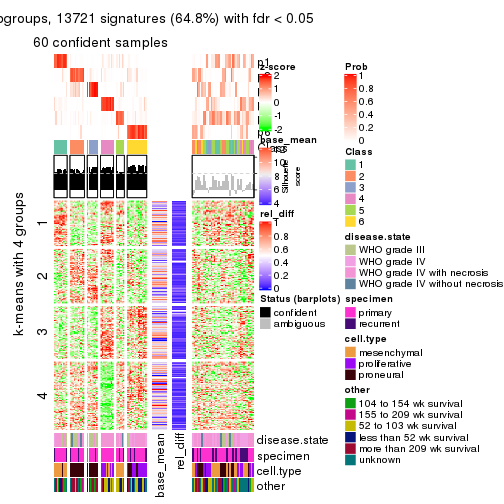 ogroups, 13721 signatures (64.8%) with fdr < 0.05
60 confident samples
k-means with 4 groups
1
2
3
4
p1
z-score
2
1
0
-1
-2
base_mean
10
8
6
4
Silhouette
score
rel_diff
1
0.8
0.6
0.4
0.2
0
Status (barplots)
confident
ambiguous
Prob
1
0.8
0.6
0.4
0.2
0
Class
1
2
3
4
5
6
disease.state
WHO grade III
WHO grade IV
WHO grade IV with necrosis
WHO grade IV without necrosis
specimen
primary
recurrent
cell.type
mesenchymal
proliferative
proneural
other
104 to 154 wk survival
155 to 209 wk survival
52 to 103 wk survival
less than 52 wk survival
more than 209 wk survival
unknown
disease.state
specimen
cell.type
other
base_mean
rel_diff